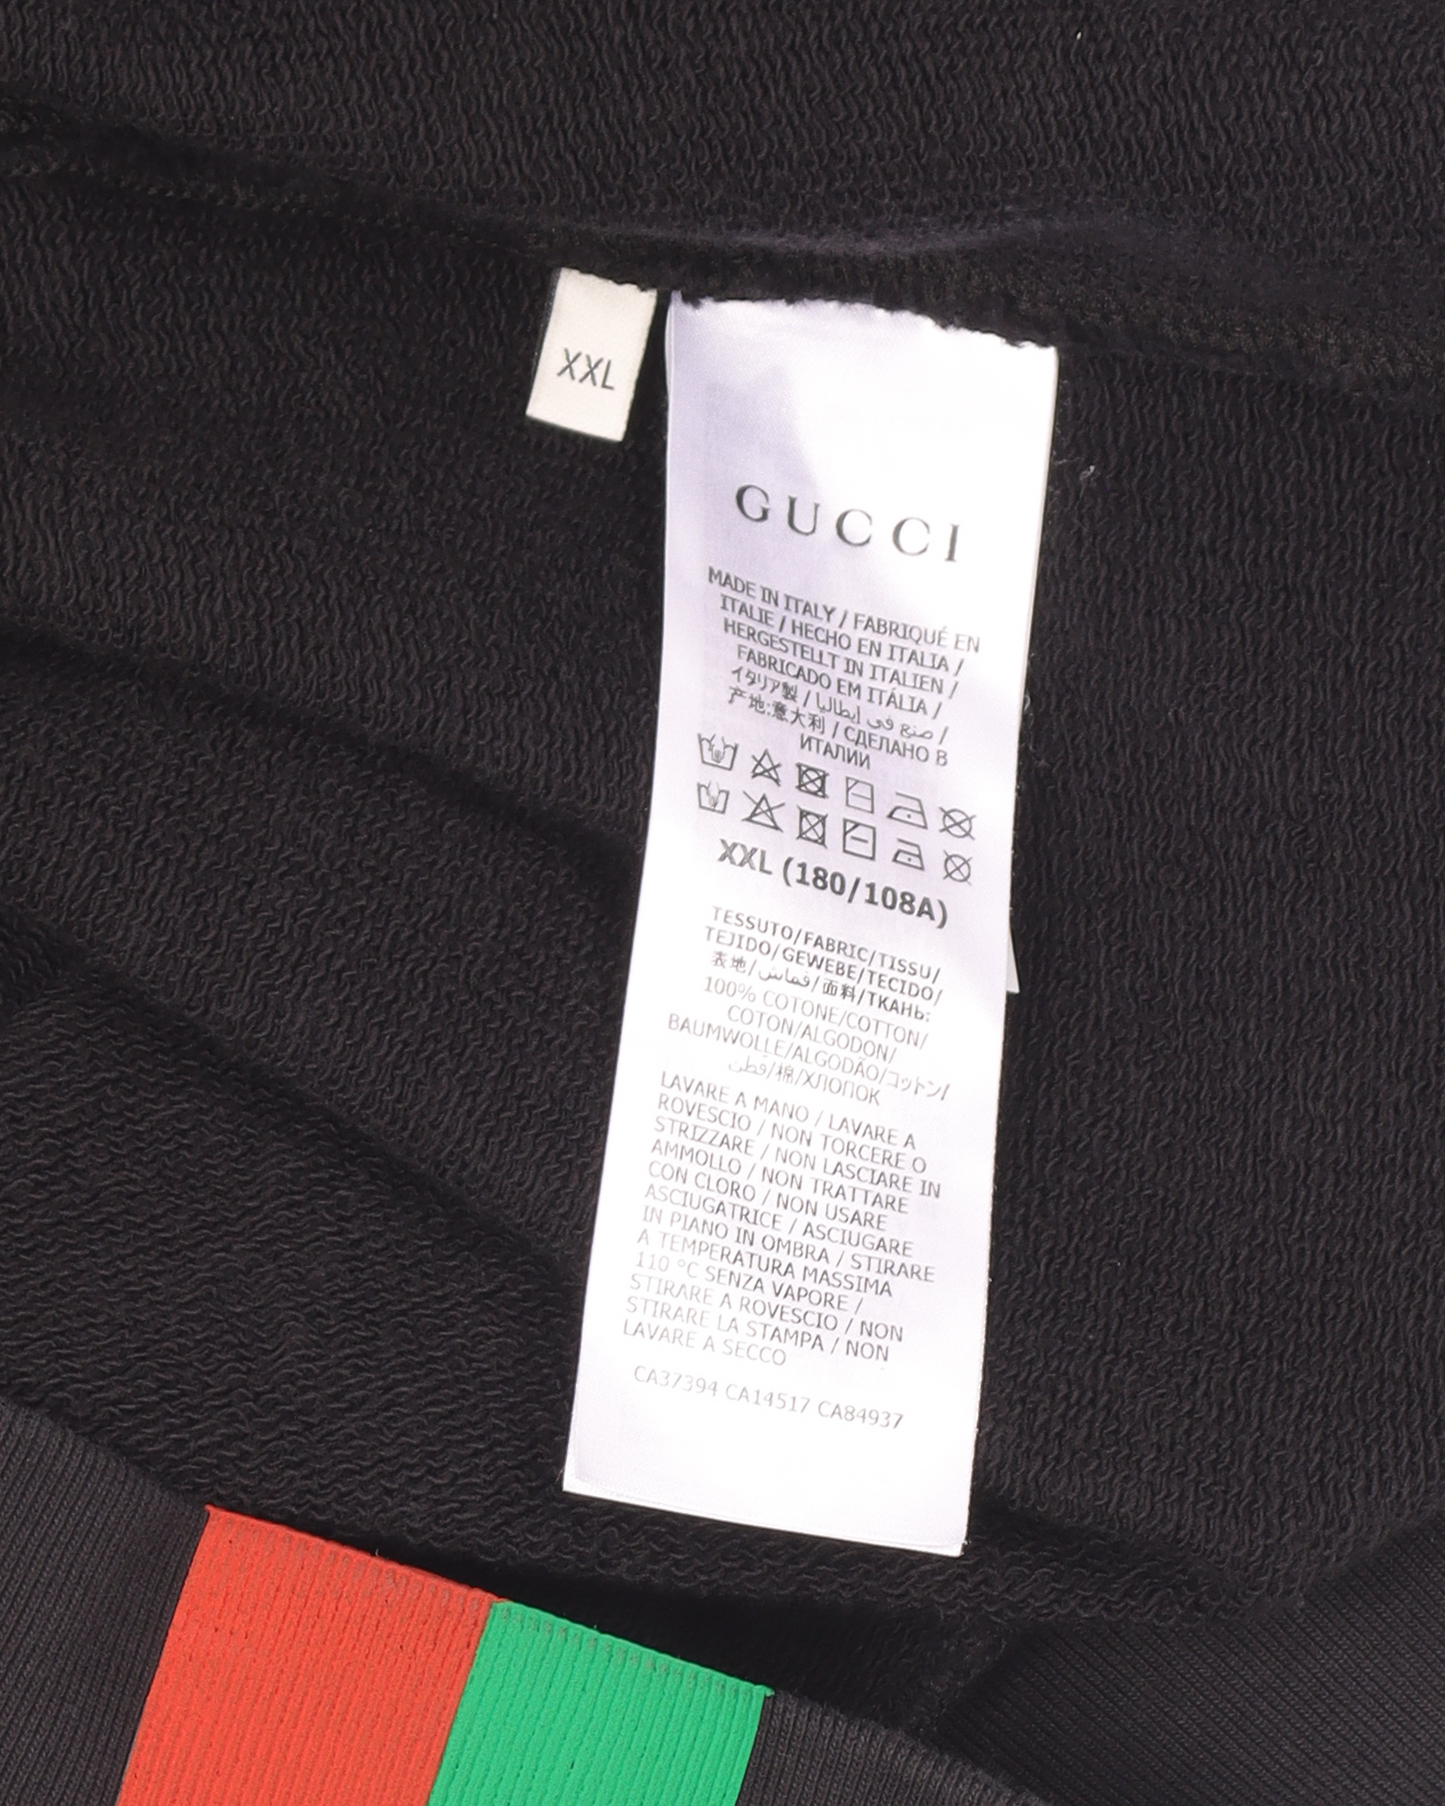 XXL
GUCCI
MADE IN ITALY / FABRIQUÉ EN
ITALIE / HECHO EN ITALIA /
HERGESTELLT IN ITALIEN /
FABRICADO EM ITÁLIA /
イタリア製 / صنع في إيطاليا /
产地:意大利 / СДЕЛАНО В
ИТАЛИИ
XXL (180/108A)
TESSUTO/FABRIC/TISSU/
TEJIDO/GEWEBE/TECIDO/
表地/قماش/面料/ТКАНЬ:
100% COTONE/COTTON/
COTON/ALGODON/
BAUMWOLLE/ALGODÃO/コットン/
قطن/棉/ХЛОПОК
LAVARE A MANO / LAVARE A
ROVESCIO / NON TORCERE O
STRIZZARE / NON LASCIARE IN
AMMOLLO / NON TRATTARE
CON CLORO / NON USARE
ASCIUGATRICE / ASCIUGARE
IN PIANO IN OMBRA / STIRARE
A TEMPERATURA MASSIMA
110 °C SENZA VAPORE /
STIRARE A ROVESCIO / NON
STIRARE LA STAMPA / NON
LAVARE A SECCO
CA37394 CA14517 CA84937